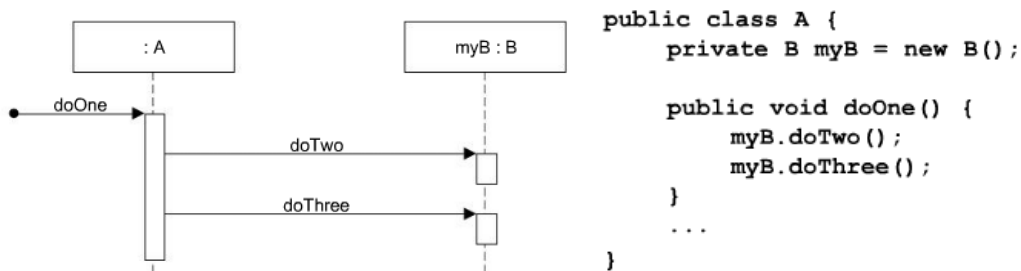 : A
myB : B
doOne
doTwo
doThree
public class A {
private B myB = new B();
public void doOne() {
myB.doTwo();
myB.doThree();
}
...
}